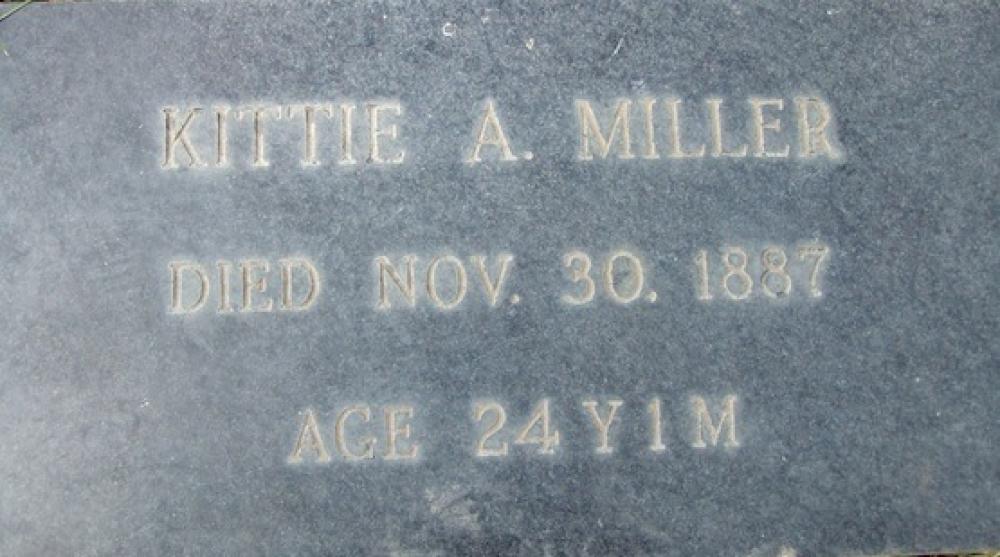 KITTIE A. MILLER
DIED NOV. 30. 1887
AGE 24 Y 1 M